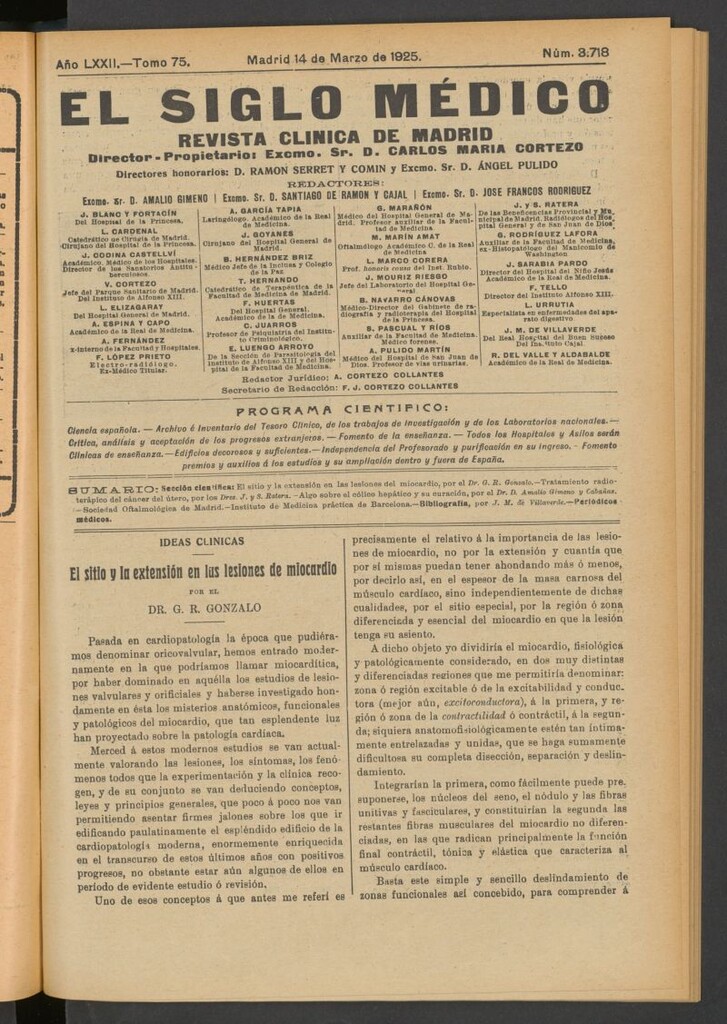 Año LXXII.—Tomo 75.
Madrid 14 de Marzo de 1925.
Núm. 3.718
EL SIGLO MÉDICO
REVISTA CLINICA DE MADRID
Director-Propietario: Excmo. Sr. D. CARLOS MARIA CORTEZO
Directores honorarios: D. RAMON SERRET Y COMIN y Excmo. Sr. D. ÁNGEL PULIDO
REDACTORES:
Excmo. Sr. D. AMALIO GIMENO | Excmo. Sr. D. SANTIAGO DE RAMON Y CAJAL | Excmo. Sr. D. JOSE FRANCOS RODRIGUEZ
J. BLANC Y FORTACÍN
Del Hospital de la Princesa.
L. CARDENAL
Catedrático de Cirugía de Madrid.
Cirujano del Hospital de la Princesa.
J. CODINA CASTELLVÍ
Académico. Médico de los Hospitales.
Director de los Sanatorios Antituberculosos.
V. CORTEZO
Jefe del Parque Sanitario de Madrid.
Del Instituto de Alfonso XIII.
L. ELIZAGARAY
Del Hospital General de Madrid.
A. ESPINA Y CAPO
Académico de la Real de Medicina.
A. FERNÁNDEZ
x-interno de Facultad y Hospitales.
F. LÓPEZ PRIETO
Electro-radiólogo.
Ex-Médico Titular.
A. GARCÍA TAPIA
Laringólogo. Académico de la Real
de Medicina.
J. GOYANES
Cirujano del Hospital General de
Madrid.
B. HERNÁNDEZ BRIZ
Médico Jefe de la Inclusa y Colegio
de la Paz
T. HERNANDO
Catedrático de Terapéutica de la
Facultad de Medicina de Madrid.
F. HUERTAS
Del Hospital General.
Académico de la de Medicina.
C. JUARROS
Profesor de Psiquiatría del Instituto
Criminológico.
E. LUENGO ARROYO
De la Sección de Parasitología del
Instituto de Alfonso XIII y del Hospital
de la Facultad de Medicina.
G. MARAÑÓN
Médico del Hospital General de Madrid.
Profesor auxiliar de la Facultad
de Medicina
M. MARÍN AMAT
Oftalmólogo Académico C. de la Real
de Medicina
L. MARCO CORERA
Prof. honoris causa del Inst. Rubio.
J. MOURIZ RIESGO
Jefe del Laboratorio del Hospital General
B. NAVARRO CÁNOVAS
Médico-Director del Gabinete de radiografía
y radioterapia del Hospital
de la Princesa.
S. PASCUAL Y RÍOS
Auxiliar de la Facultad de Medicina.
Médico forense.
A. PULIDO MARTÍN
Médico del Hospital de San Juan de
Dios. Profesor de vías urinarias.
J. y S. RATERA
De las Beneficencias Provincial y Municipal
de Madrid. Radiólogos del Hospital
General y de San Juan de Dios
G. RODRÍGUEZ LAFORA
Auxiliar de la Facultad de Medicina,
ex-Histopatólogo del Manicomio de
Washington
J. SARABIA PARDO
Director del Hospital del Niño Jesús
Académico de la Real de Medicina.
F. TELLO
Director del Instituto Alfonso XIII.
L. URRUTIA
Especialista en enfermedades del aparato
digestivo
J. M. DE VILLAVERDE
Del Real Hospital del Buen Suceso
Del Instituto Cajal.
R. DEL VALLE Y ALDABALDE
Académico de la Real de Medicina.
Redactor Jurídico: A. CORTEZO COLLANTES
Secretario de Redacción: F. J. CORTEZO COLLANTES
PROGRAMA CIENTIFICO:
Ciencia española. — Archivo é Inventario del Tesoro Clínico, de los trabajos de Investigación y de los Laboratorios nacionales.—
Crítica, análisis y aceptación de los progresos extranjeros. — Fomento de la enseñanza. — Todos los Hospitales y Asilos serán
Clínicas de enseñanza.—Edificios decorosos y suficientes.—Independencia del Profesorado y purificación en su ingreso. - Fomento
premios y auxilios á los estudios y su ampliación dentro y fuera de España.
SUMARIO: Sección científica: El sitio y la extensión en las lesiones del miocardio, por el Dr. G. R. Gonzalo.—Tratamiento radioterápico
del cáncer del útero, por los Dres. J. y S. Ratera. - Algo sobre el cólico hepático y su curación, por el Dr. D. Amalio Gimeno y Cabañas.
—Sociedad Oftalmológica de Madrid.—Instituto de Medicina práctica de Barcelona.—Bibliografía, por J. M. de Villaverde.—Periódicos
médicos.
IDEAS CLINICAS
El sitio y la extensión en las lesiones de miocardio
POR EL
DR. G. R. GONZALO
Pasada en cardiopatología la época que pudiéramos
denominar oricovalvular, hemos entrado modernamente
en la que podríamos llamar miocardítica,
por haber dominado en aquélla los estudios de lesiones
valvulares y orificiales y haberse investigado hondamente
en ésta los misterios anatómicos, funcionales
y patológicos del miocardio, que tan esplendente luz
han proyectado sobre la patología cardíaca.
Merced á estos modernos estudios se van actualmente
valorando las lesiones, los síntomas, los fenómenos
todos que la experimentación y la clínica recogen,
y de su conjunto se van deduciendo conceptos,
leyes y principios generales, que poco á poco nos van
permitiendo asentar firmes jalones sobre los que ir
edificando paulatinamente el espléndido edificio de la
cardiopatología moderna, enormemente enriquecida
en el transcurso de estos últimos años con positivos
progresos, no obstante estar aún algunos de ellos en
período de evidente estudio ó revisión.
Uno de esos conceptos á que antes me referí es
precisamente el relativo á la importancia de las lesiones
de miocardio, no por la extensión y cuantía que
por sí mismas puedan tener ahondando más ó menos,
por decirlo así, en el espesor de la masa carnosa del
músculo cardíaco, sino independientemente de dichas
cualidades, por el sitio especial, por la región ó zona
diferenciada y esencial del miocardio en que la lesión
tenga su asiento.
A dicho objeto yo dividiría el miocardio, fisiológica
y patológicamente considerado, en dos muy distintas
y diferenciadas regiones que me permitiría denominar:
zona ó región excitable ó de la excitabilidad y conductora
(mejor aún, excitoconductora), á la primera, y región
ó zona de la contractilidad ó contráctil, á la segunda;
siquiera anatomofisiológicamente estén tan íntimamente
entrelazadas y unidas, que se haga sumamente
dificultosa su completa disección, separación y deslindamiento.
Integrarían la primera, como fácilmente puede presuponerse,
los núcleos del seno, el nódulo y las fibras
unitivas y fasciculares, y constituirían la segunda las
restantes fibras musculares del miocardio no diferenciadas,
en las que radican principalmente la función
final contráctil, tónica y elástica que caracteriza al
músculo cardíaco.
Basta este simple y sencillo deslindamiento de
zonas funcionales así concebido, para comprender á